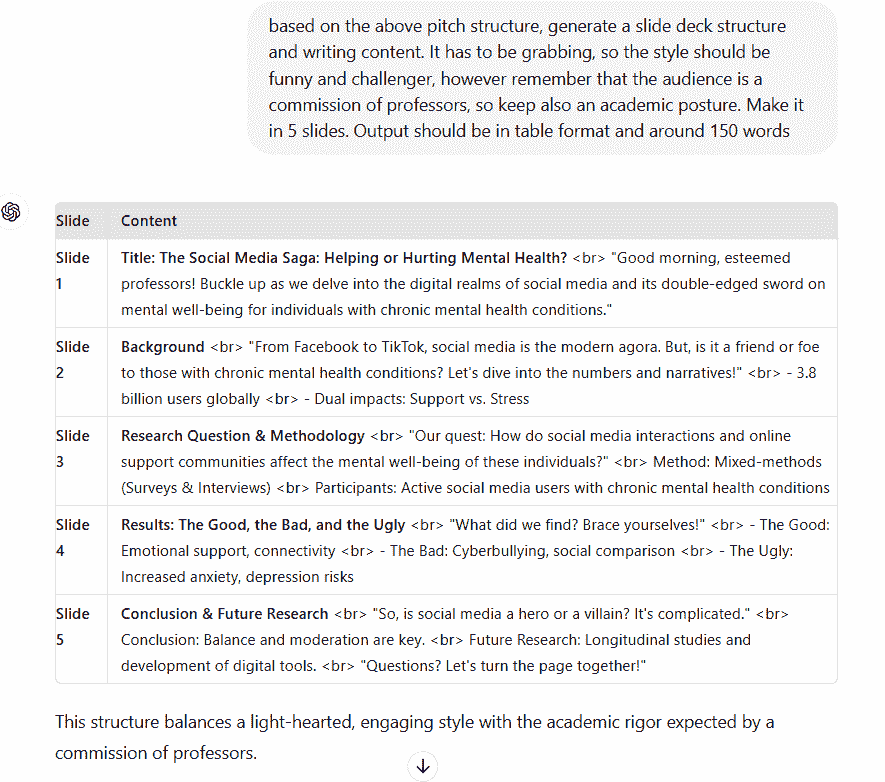 based on the above pitch structure, generate a slide deck structure
and writing content. It has to be grabbing, so the style should be
funny and challenger, however remember that the audience is a
commission of professors, so keep also an academic posture. Make it
in 5 slides. Output should be in table format and around 150 words
Slide Content
Slide 1 Title: The Social Media Saga: Helping or Hurting Mental Health? <br> "Good morning, esteemed
professors! Buckle up as we delve into the digital realms of social media and its double-edged sword on
mental well-being for individuals with chronic mental health conditions."
Slide 2 Background <br> "From Facebook to TikTok, social media is the modern agora. But, is it a friend or foe
to those with chronic mental health conditions? Let's dive into the numbers and narratives!" <br> - 3.8
billion users globally <br> - Dual impacts: Support vs. Stress
Slide 3 Research Question & Methodology <br> "Our quest: How do social media interactions and online
support communities affect the mental well-being of these individuals?" <br> Method: Mixed-methods
(Surveys & Interviews) <br> Participants: Active social media users with chronic mental health conditions
Slide 4 Results: The Good, the Bad, and the Ugly <br> "What did we find? Brace yourselves!" <br> - The Good:
Emotional support, connectivity <br> - The Bad: Cyberbullying, social comparison <br> - The Ugly:
Increased anxiety, depression risks
Slide 5 Conclusion & Future Research <br> "So, is social media a hero or a villain? It's complicated." <br>
Conclusion: Balance and moderation are key. <br> Future Research: Longitudinal studies and
development of digital tools. <br> "Questions? Let's turn the page together!"
This structure balances a light-hearted, engaging style with the academic rigor expected by a
commission of professors.